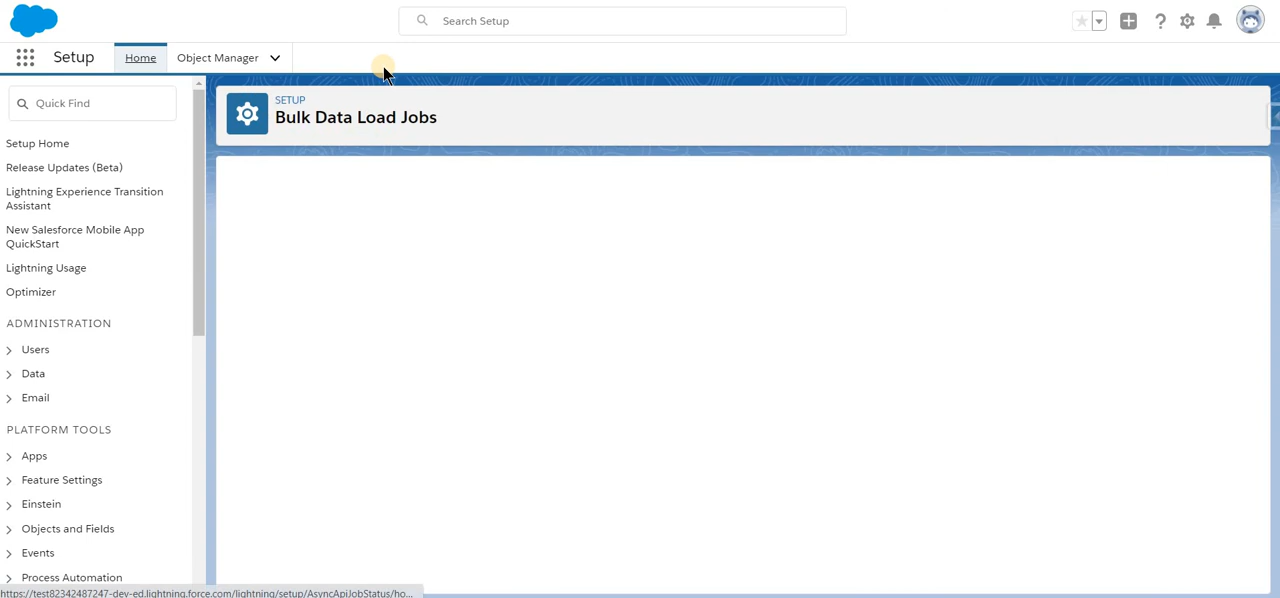 Search Setup
Setup
Home
Object Manager
Quick Find
SETUP
Bulk Data Load Jobs
Setup Home
Release Updates (Beta)
Lightning Experience Transition
Assistant
New Salesforce Mobile App
QuickStart
Lightning Usage
Optimizer
ADMINISTRATION
Users
Data
Email
PLATFORM TOOLS
Apps
Feature Settings
Einstein
Objects and Fields
Events
Process Automation
https://test82342487247-dev-ed.lightning.force.com/lightning/setup/AsyncApiJobStatus/ho...